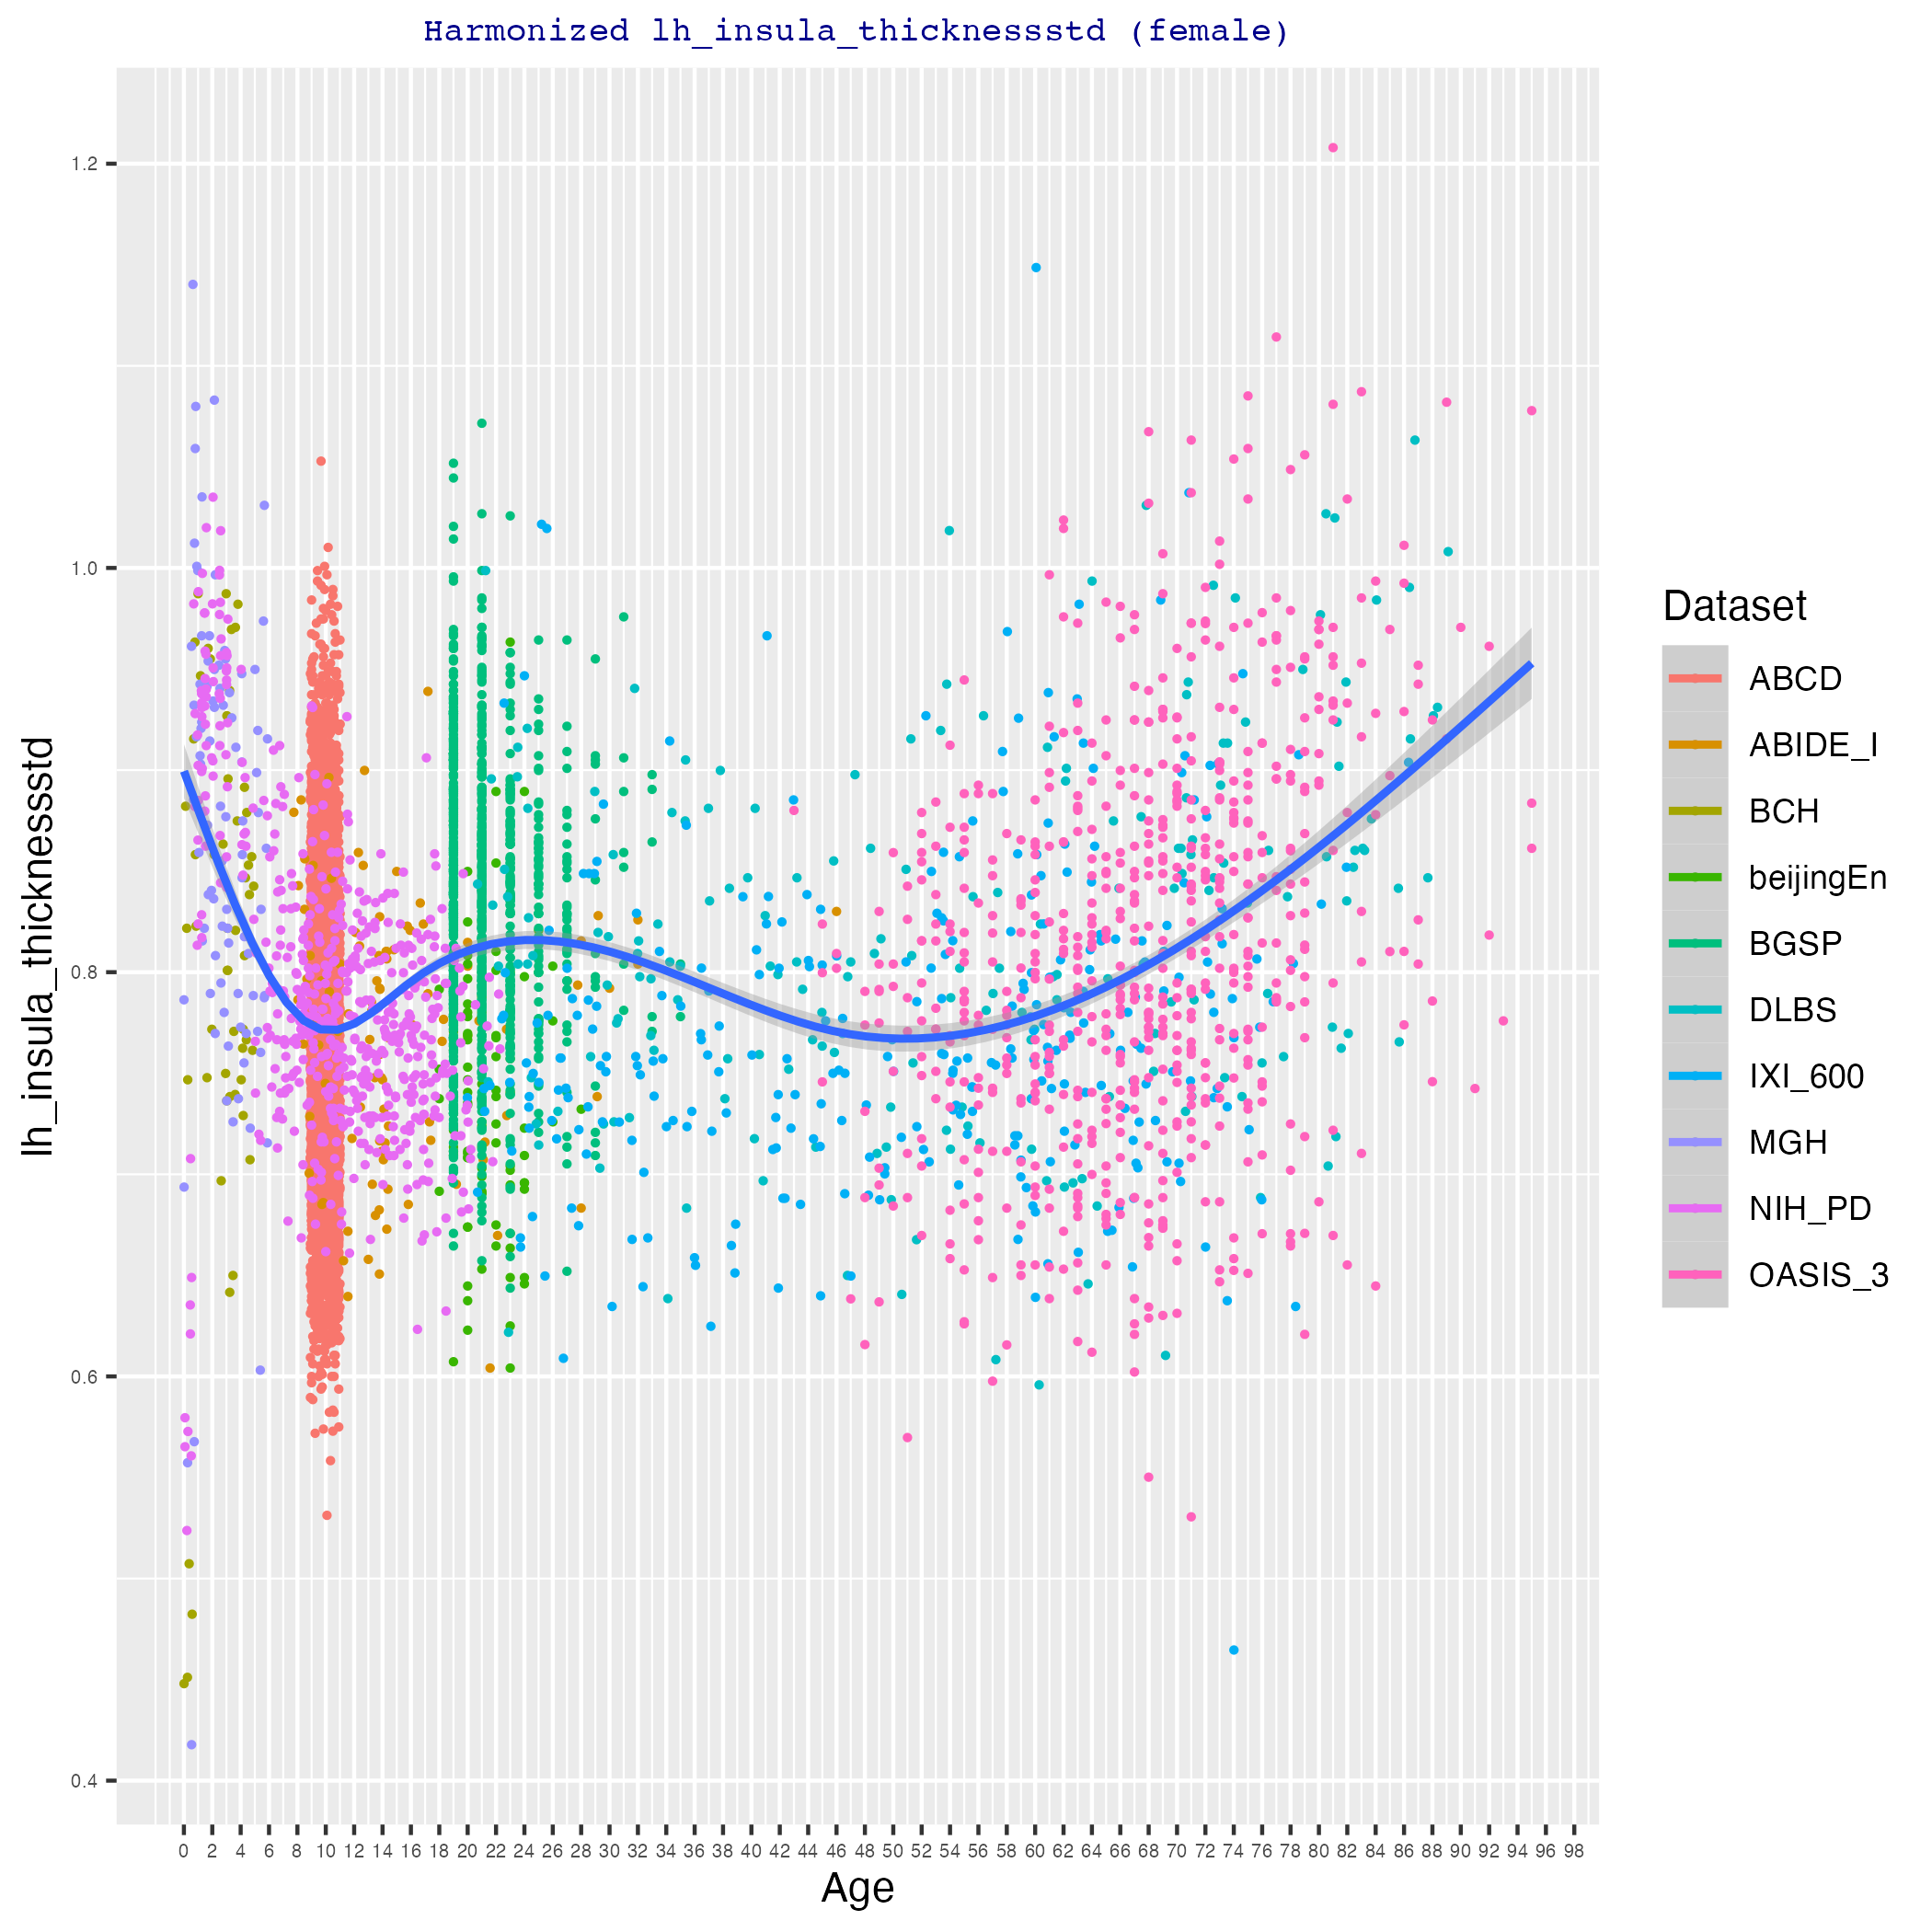 Harmonized lh_insula_thicknessstd (female)
lh_insula_thicknessstd
1.2
1.0
0.8
0.6
0.4
0 2 4 6 8 10 12 14 16 18 20 22 24 26 28 30 32 34 36 38 40 42 44 46 48 50 52 54 56 58 60 62 64 66 68 70 72 74 76 78 80 82 84 86 88 90 92 94 96 98
Age
Dataset
ABCD
ABIDE_I
BCH
beijingEn
BGSP
DLBS
IXI_600
MGH
NIH_PD
OASIS_3